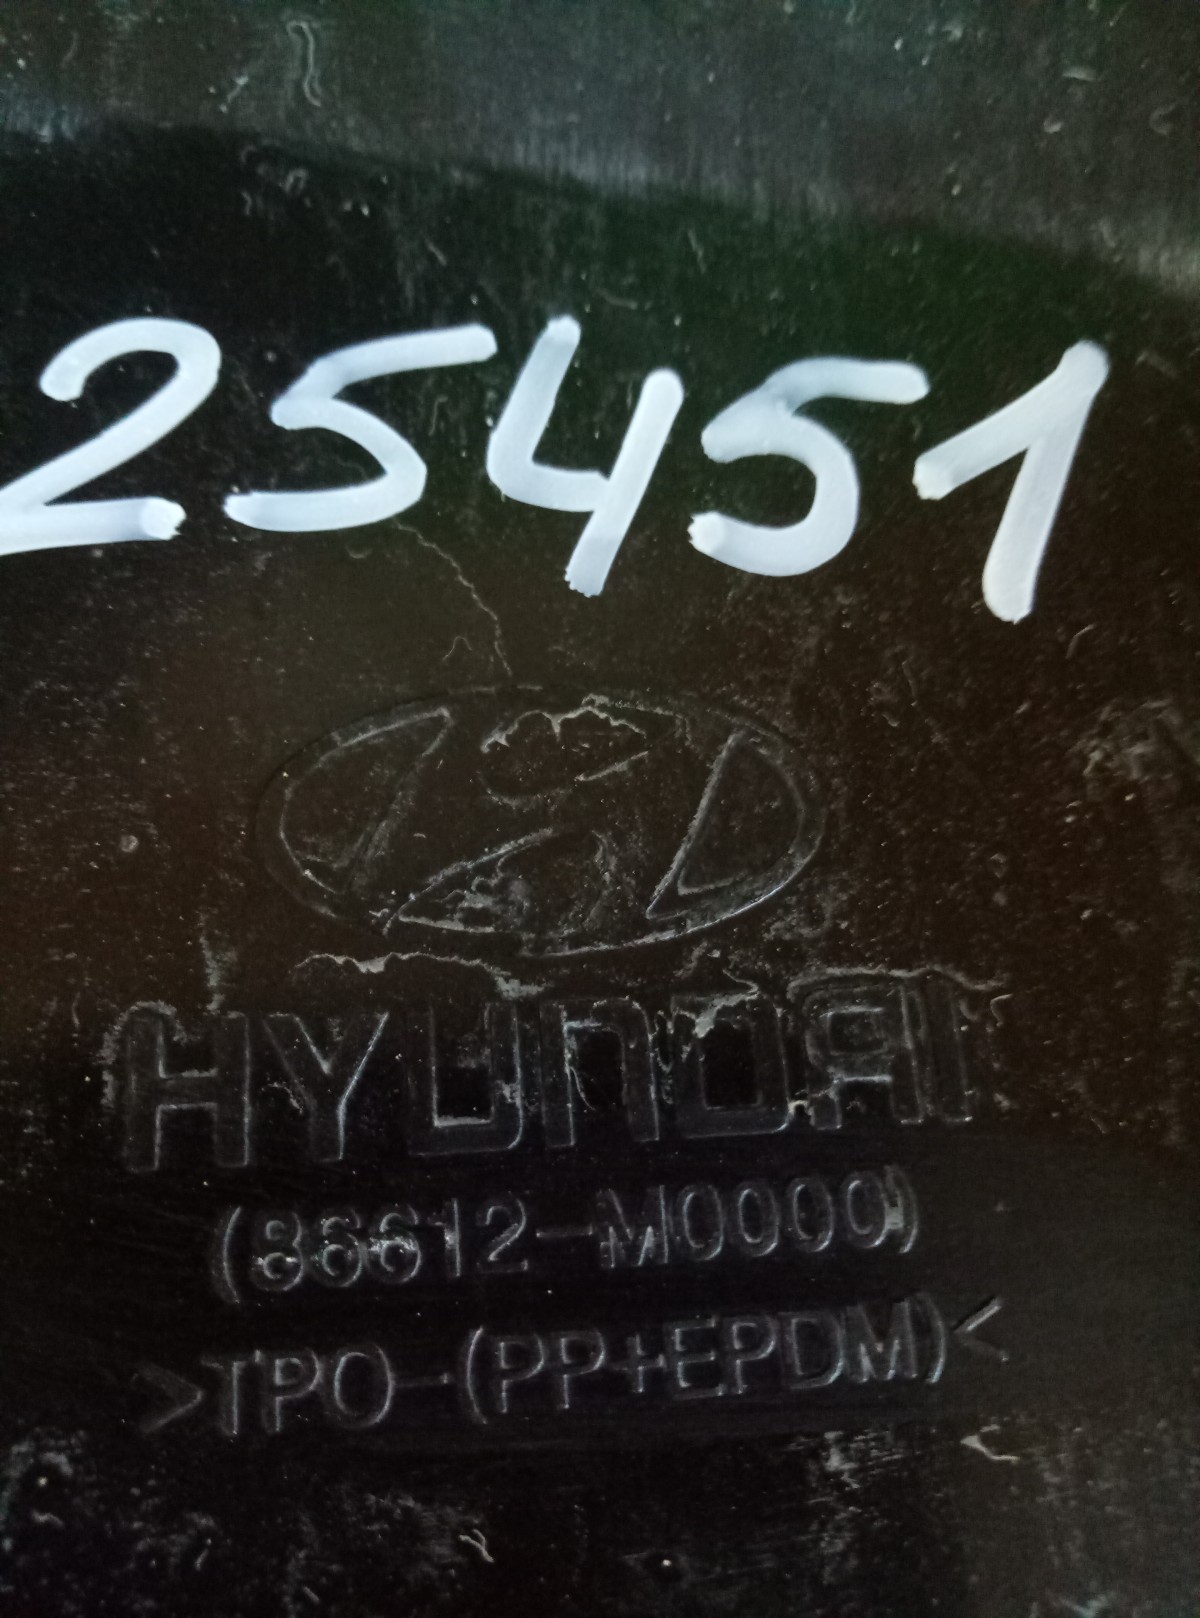 25451
HYUNDAI
(86612-M0000)
>TPO-(PP+EPDM)<